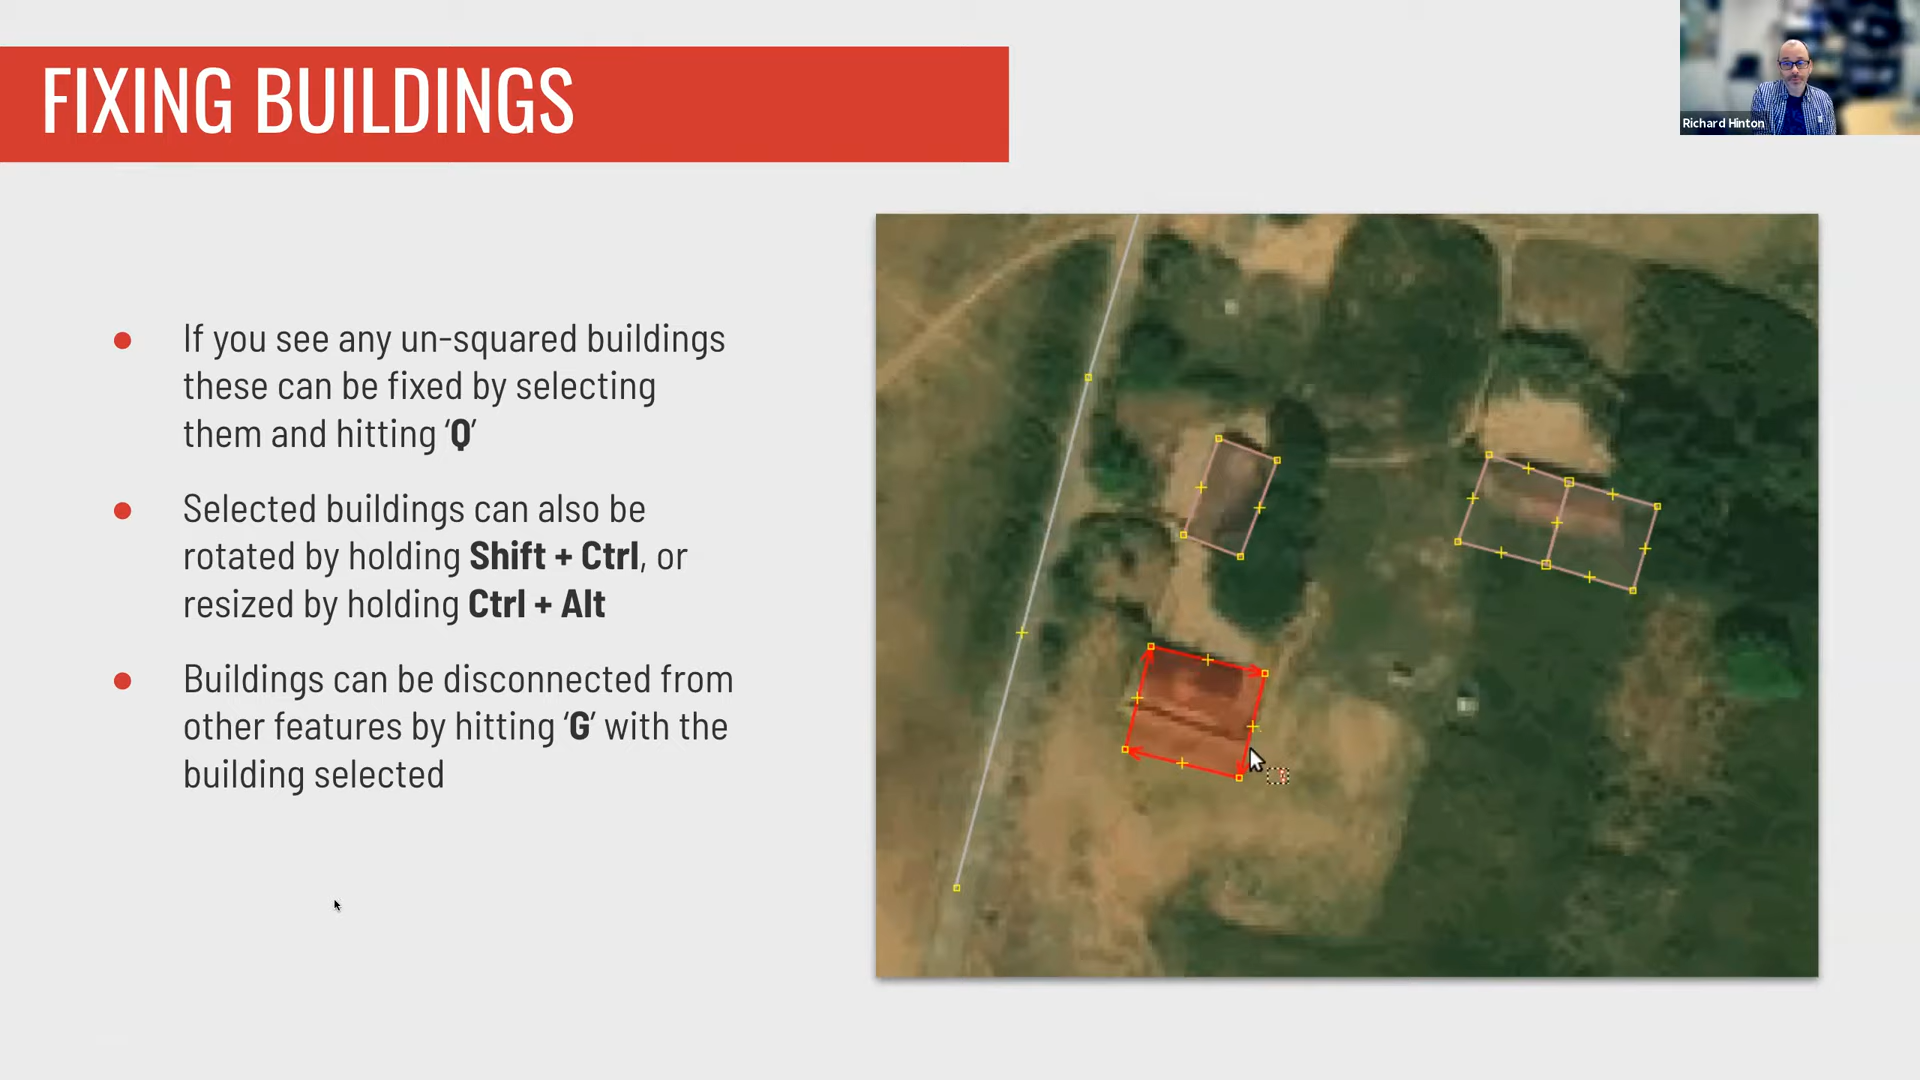 FIXING BUILDINGS
Richard Hinton
If you see any un-squared buildings
these can be fixed by selecting
them and hitting ‘Q’
Selected buildings can also be
rotated by holding Shift + Ctrl, or
resized by holding Ctrl + Alt
Buildings can be disconnected from
other features by hitting ‘G’ with the
building selected